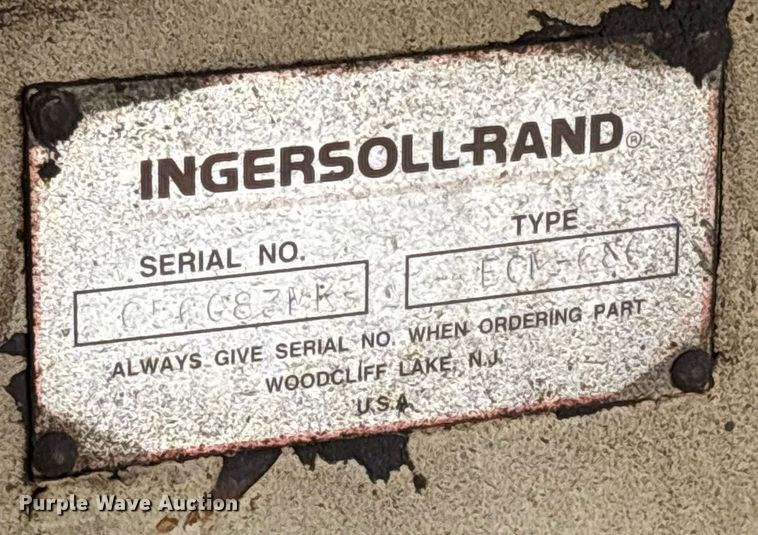 INGERSOLL-RAND®
TYPE
SERIAL NO.
ALWAYS GIVE SERIAL NO. WHEN ORDERING PART
WOODCLIFF LAKE, N.J.
U.S.A.
Purple Wave Auction